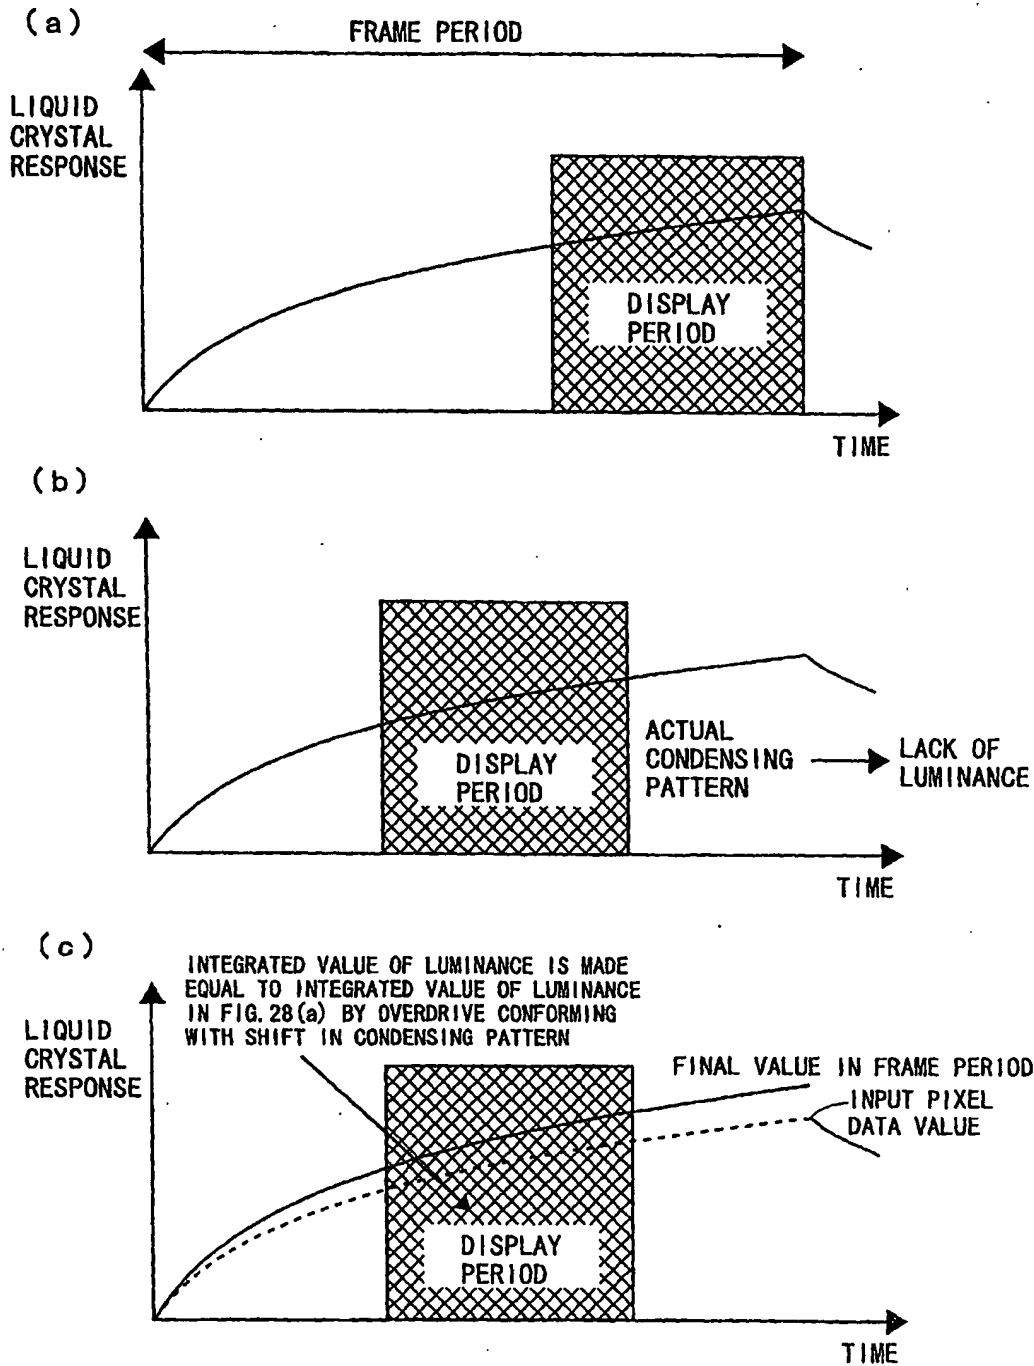 (a)
FRAME PERIOD
LIQUID
CRYSTAL
RESPONSE
DISPLAY
PERIOD
TIME
(b)
LIQUID
CRYSTAL
RESPONSE
DISPLAY
PERIOD
ACTUAL
CONDENSING
PATTERN
LACK OF
LUMINANCE
TIME
(c)
INTEGRATED VALUE OF LUMINANCE IS MADE
EQUAL TO INTEGRATED VALUE OF LUMINANCE
IN FIG. 28(a) BY OVERDRIVE CONFORMING
WITH SHIFT IN CONDENSING PATTERN
LIQUID
CRYSTAL
RESPONSE
FINAL VALUE IN FRAME PERIOD
INPUT PIXEL
DATA VALUE
DISPLAY
PERIOD
TIME